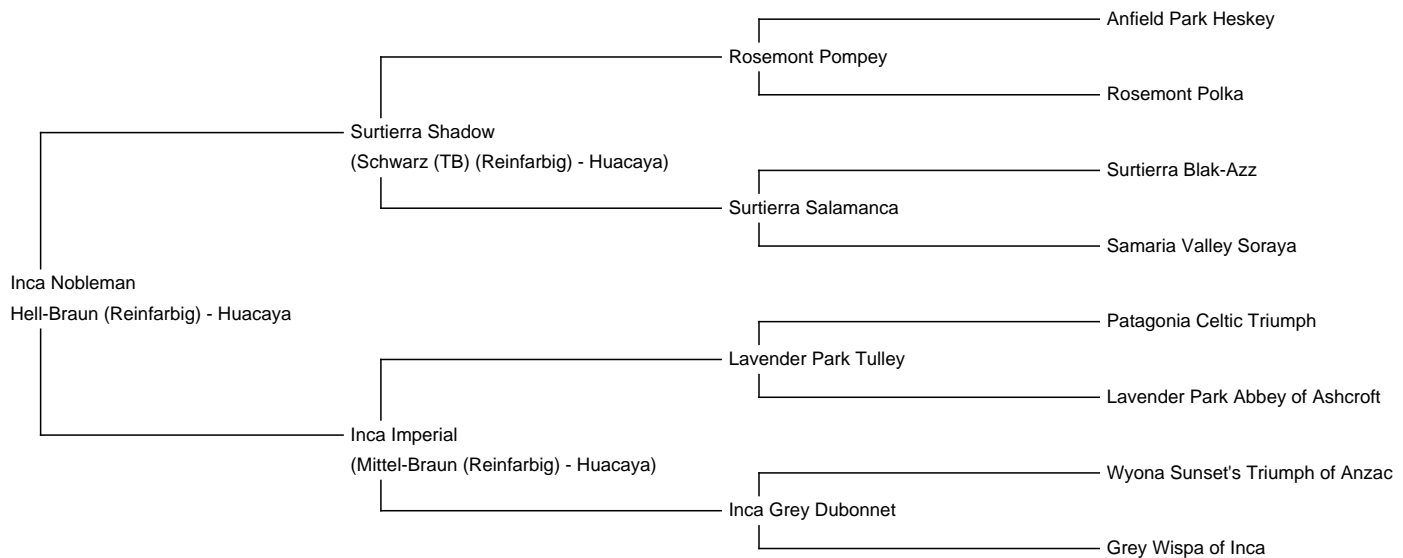 Anfield Park Heskey
Rosemont Pompey
Rosemont Polka
Surtierra Shadow
(Schwarz (TB) (Reinfarbig) - Huacaya)
Surtierra Blak-Azz
Surtierra Salamanca
Samaria Valley Soraya
Inca Nobleman
Hell-Braun (Reinfarbig) - Huacaya
Patagonia Celtic Triumph
Lavender Park Tulley
Lavender Park Abbey of Ashcroft
Inca Imperial
(Mittel-Braun (Reinfarbig) - Huacaya)
Wyona Sunset's Triumph of Anzac
Inca Grey Dubonnet
Grey Wispa of Inca